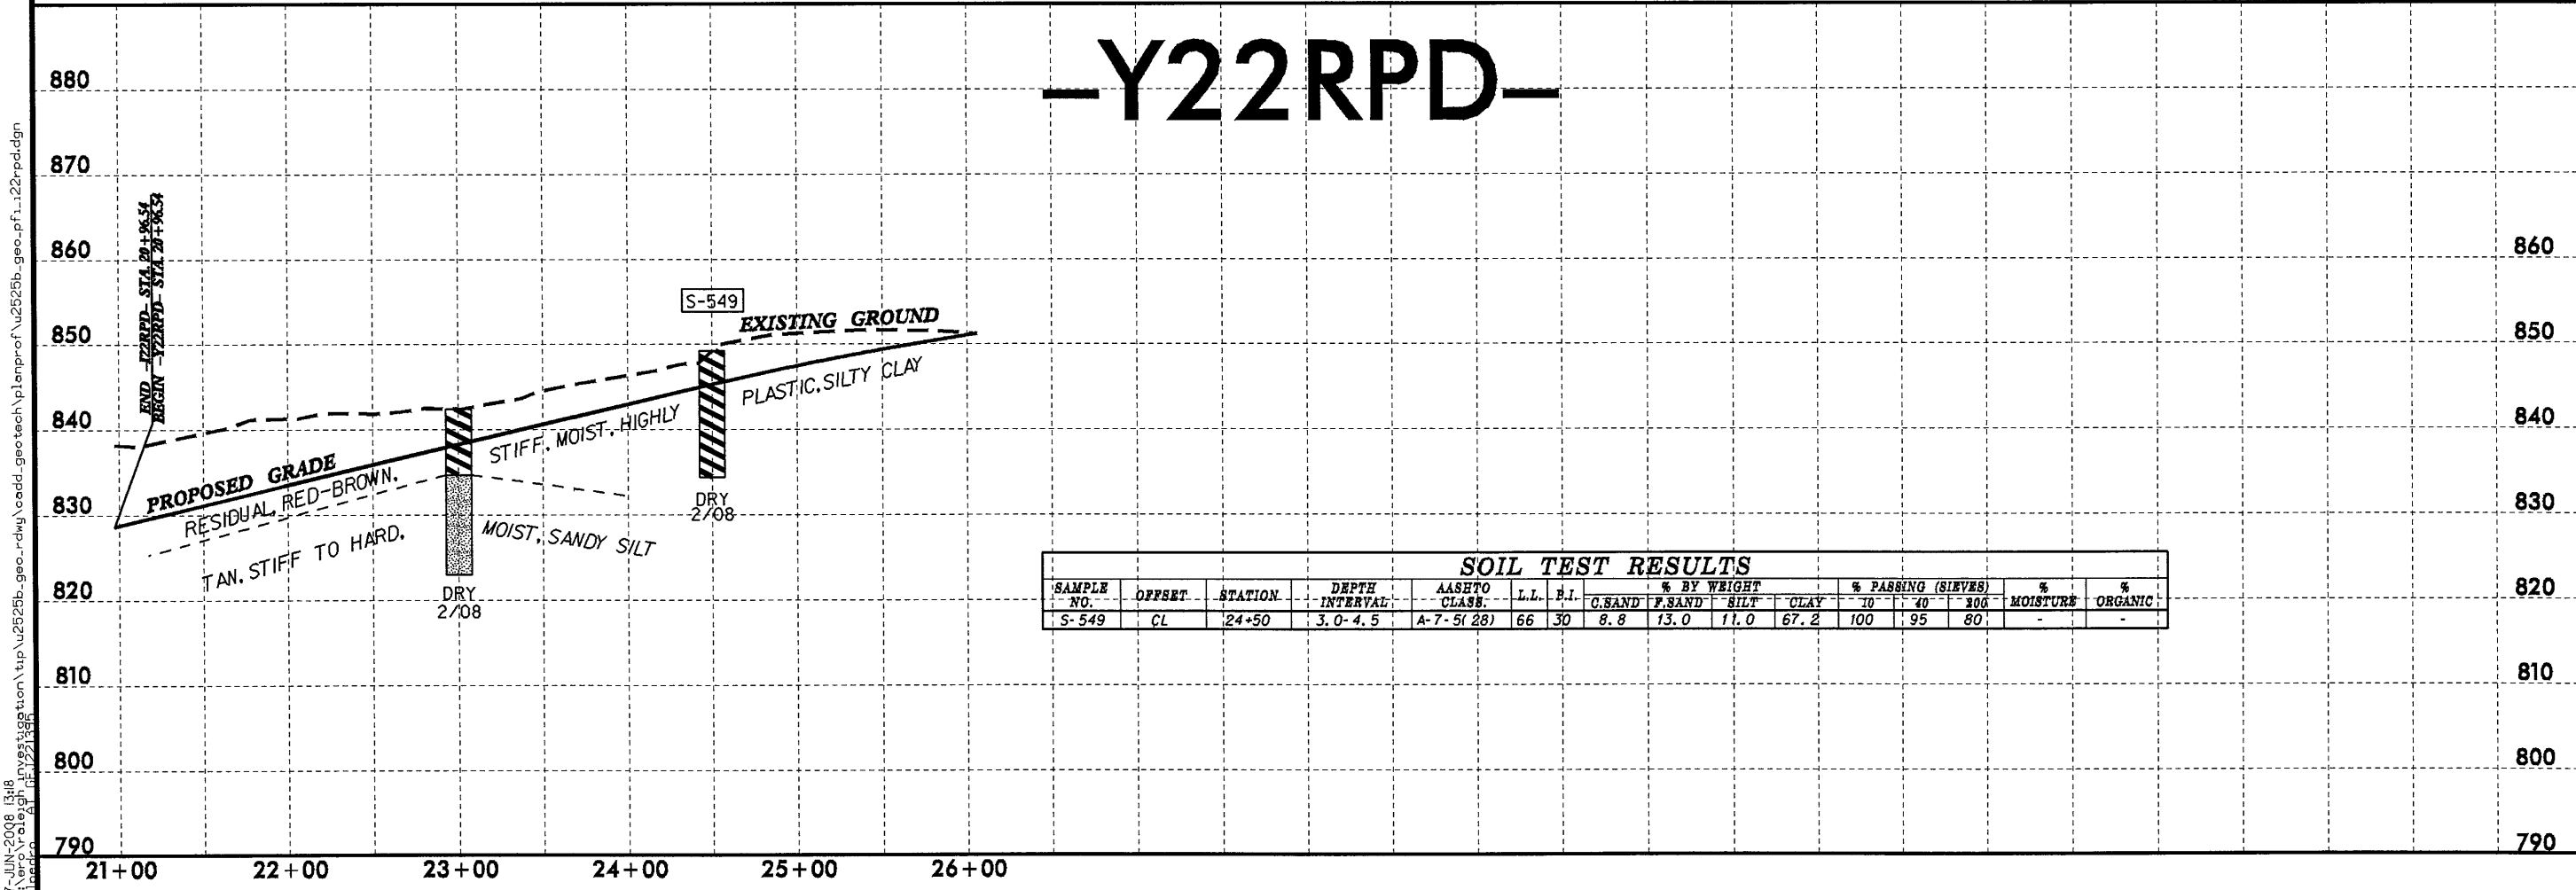 -Y22RPD-
880
870
860
850
840
830
820
810
800
790
860
850
840
830
820
810
800
790
21+00 22+00 23+00 24+00 25+00 26+00
STA. 20+96.54
BEGIN -Y22RPD- STA. 20+96.54
S-549
EXISTING GROUND
PROPOSED GRADE
RESIDUAL, RED-BROWN, STIFF, MOIST, HIGHLY PLASTIC, SILTY CLAY
TAN, STIFF TO HARD, MOIST, SANDY SILT
DRY
2/08
DRY
2/08
SOIL TEST RESULTS
SAMPLE NO. OFFSET STATION DEPTH INTERVAL AASHTO CLASS. L.L. P.I. % BY WEIGHT C.SAND F.SAND SILT CLAY % PASSING (SIEVES) 10 40 200 % MOISTURE % ORGANIC
S-549 CL 24+50 3.0-4.5 A-7-5(28) 66 30 8.8 13.0 11.0 67.2 100 95 80 - -
-JUN-2008 13:18